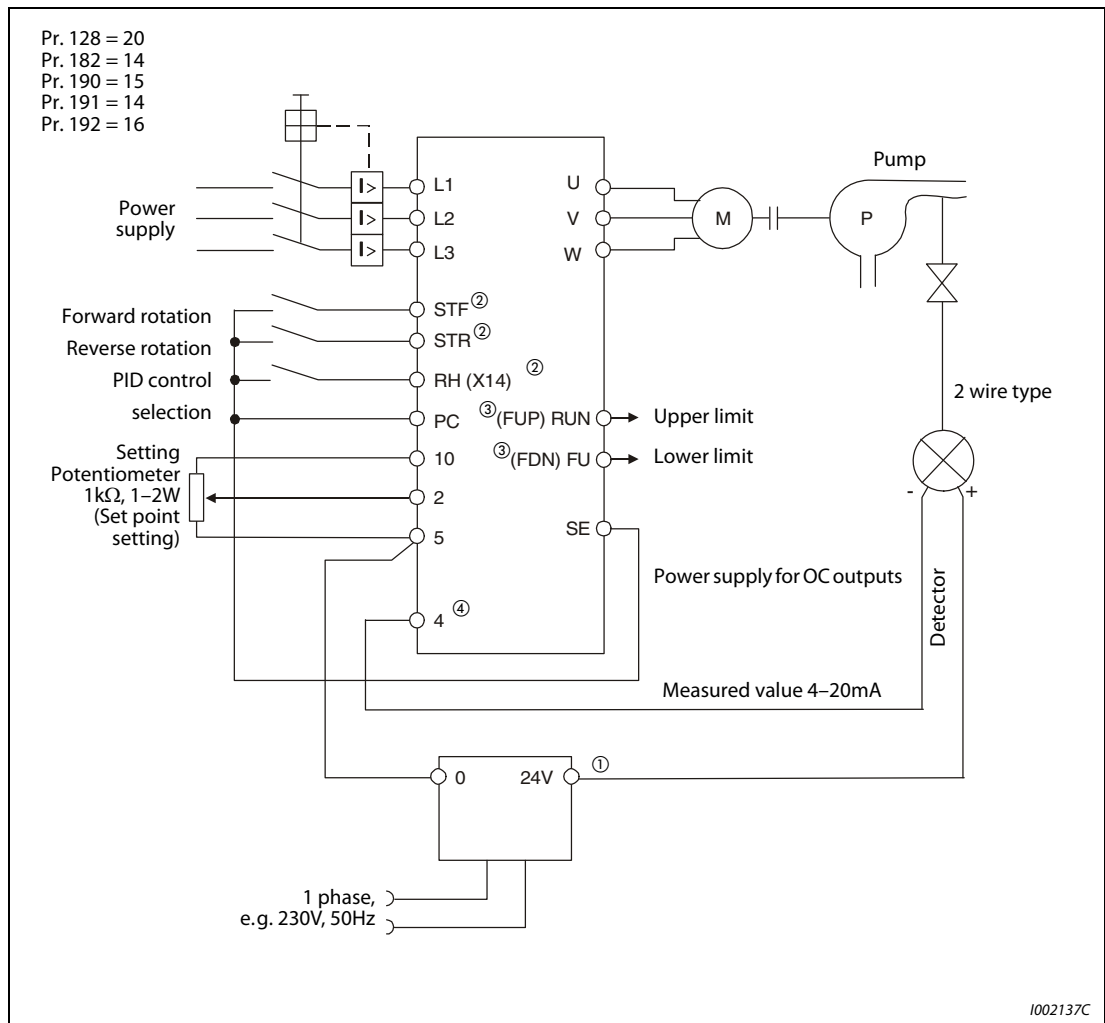 Pr. 128 = 20
Pr. 182 = 14
Pr. 190 = 15
Pr. 191 = 14
Pr. 192 = 16
Power
supply
I>
I>
I>
L1
L2
L3
U
V
W
M
Pump
P
Forward rotation
Reverse rotation
PID control
selection
STF ②
STR ②
RH (X14) ②
PC
10
2
5
4 ④
③ (FUP) RUN
Upper limit
③ (FDN) FU
Lower limit
SE
Setting
Potentiometer
1kΩ, 1–2W
(Set point
setting)
2 wire type
- +
Detector
Power supply for OC outputs
Measured value 4–20mA
0
24V
①
1 phase,
e.g. 230V, 50Hz
I002137C